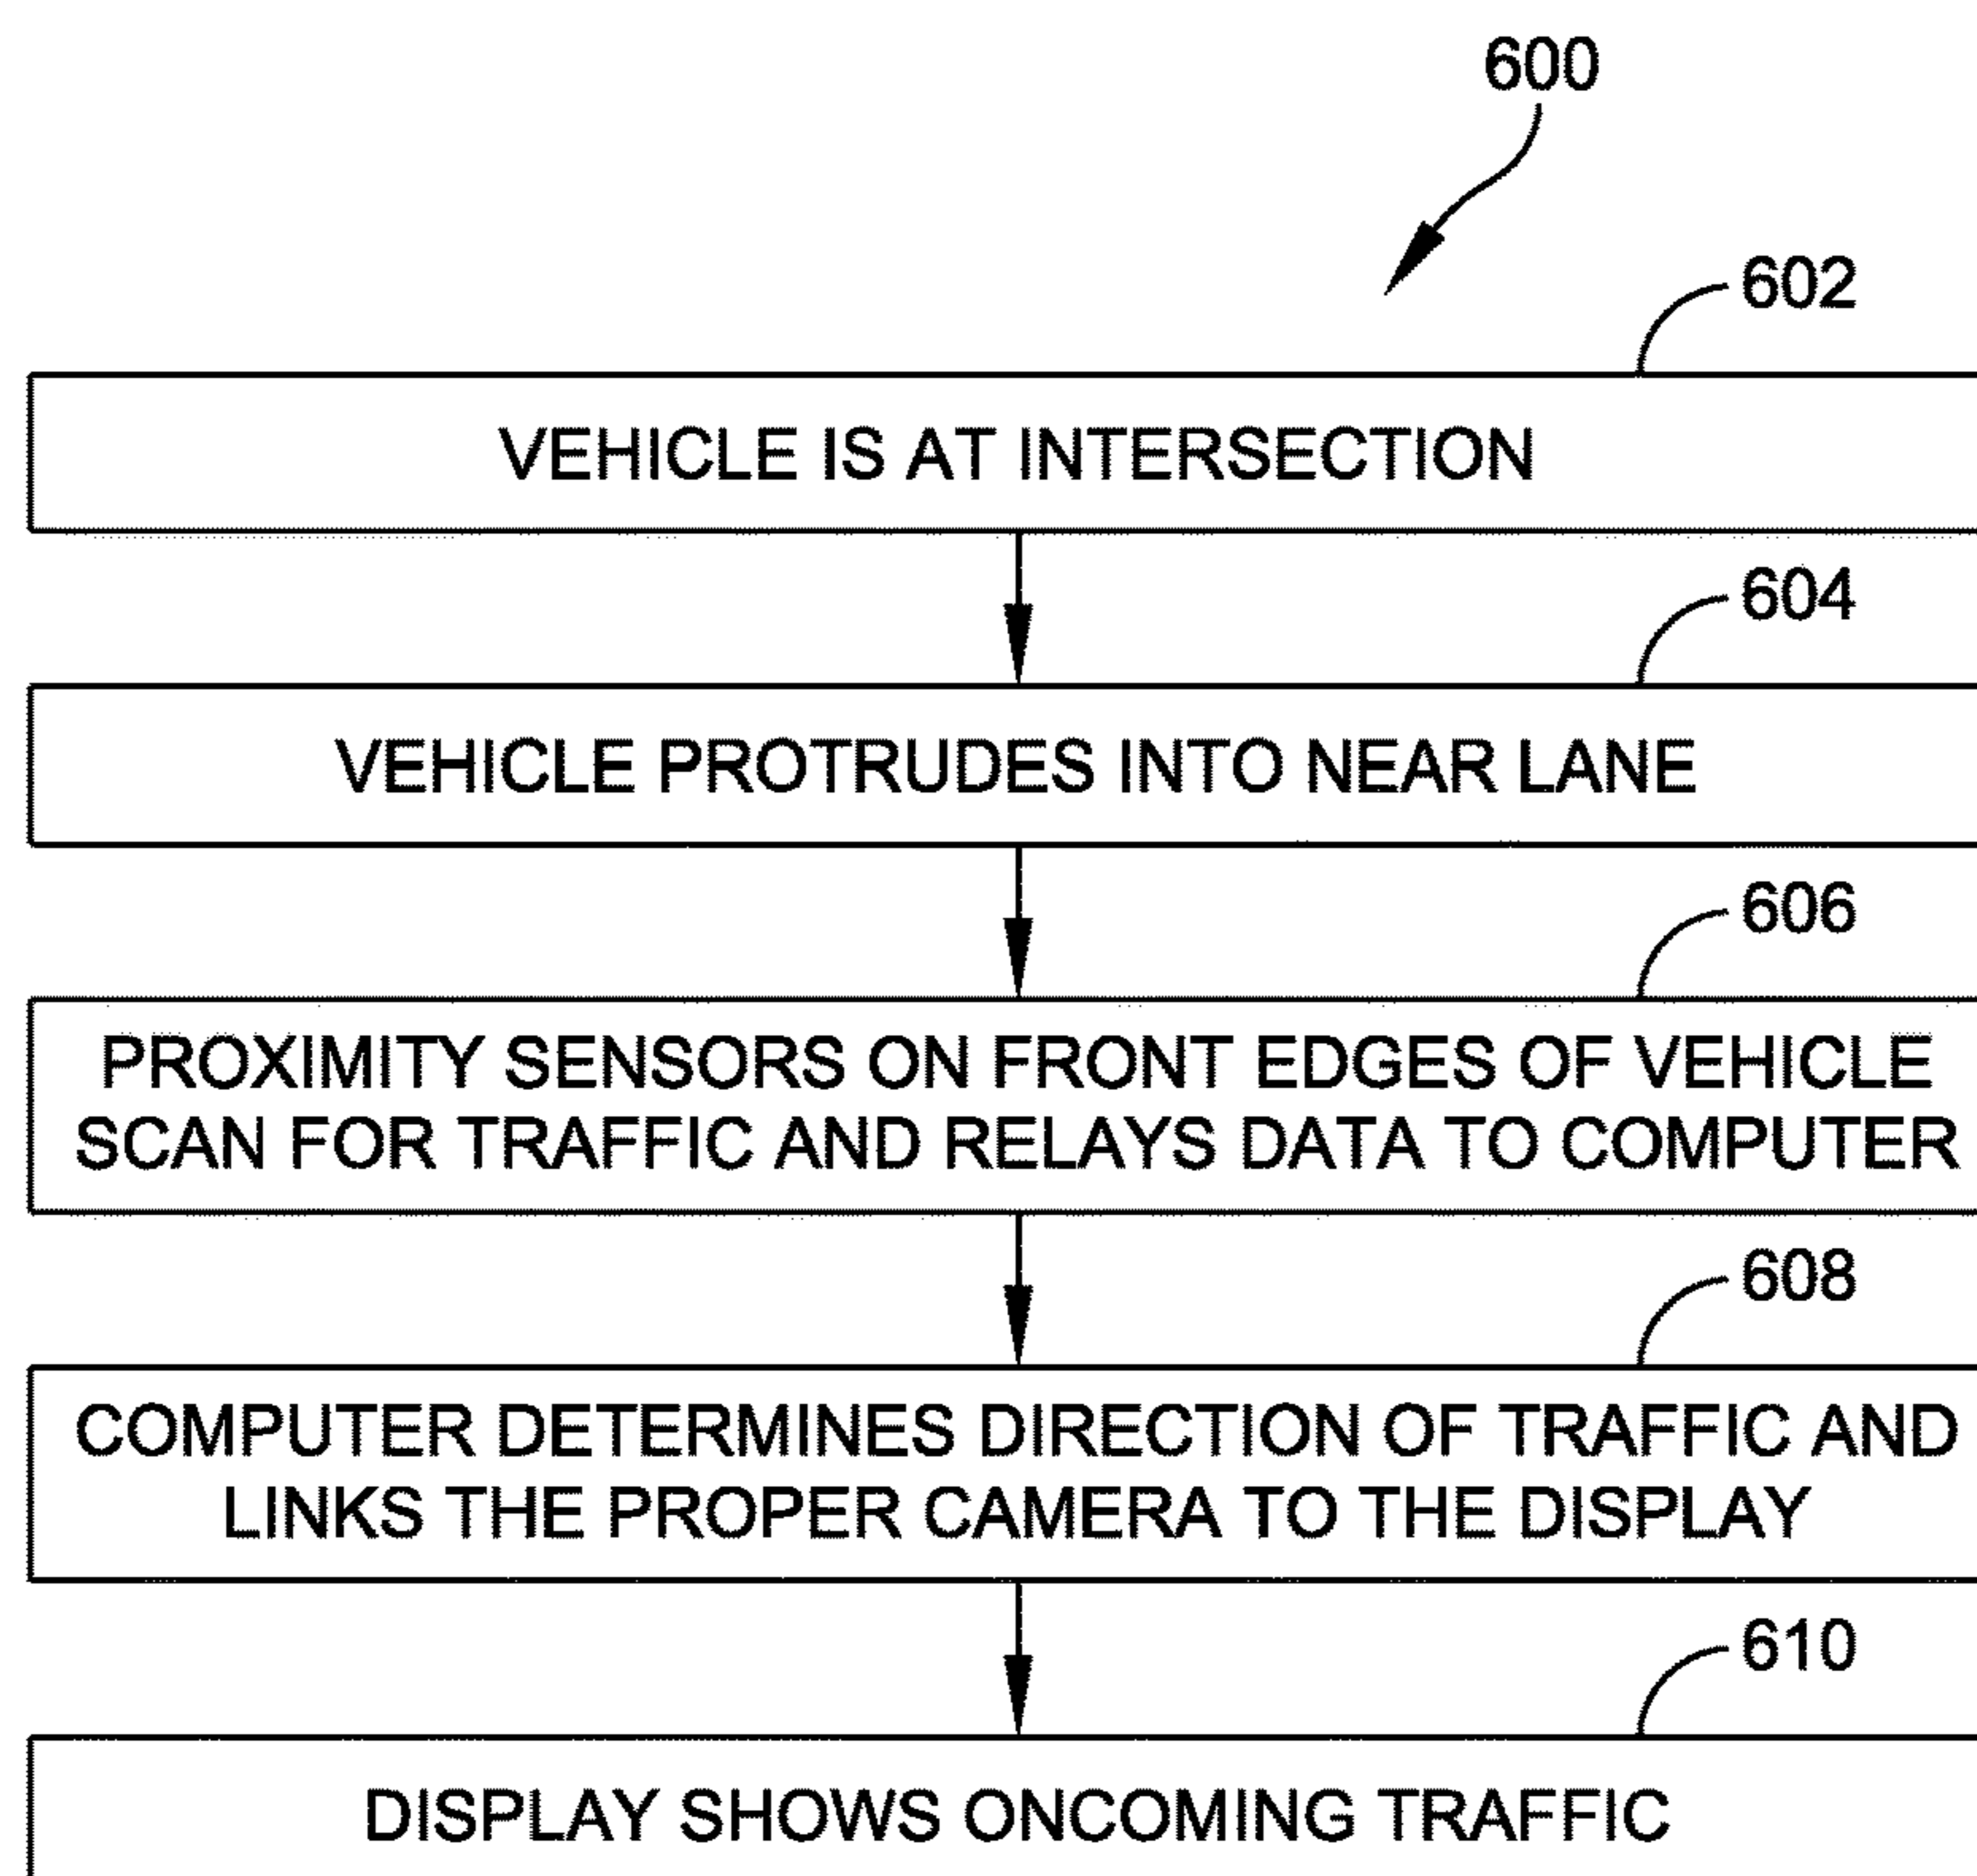 600
602
VEHICLE IS AT INTERSECTION
604
VEHICLE PROTRUDES INTO NEAR LANE
606
PROXIMITY SENSORS ON FRONT EDGES OF VEHICLE
SCAN FOR TRAFFIC AND RELAYS DATA TO COMPUTER
608
COMPUTER DETERMINES DIRECTION OF TRAFFIC AND
LINKS THE PROPER CAMERA TO THE DISPLAY
610
DISPLAY SHOWS ONCOMING TRAFFIC